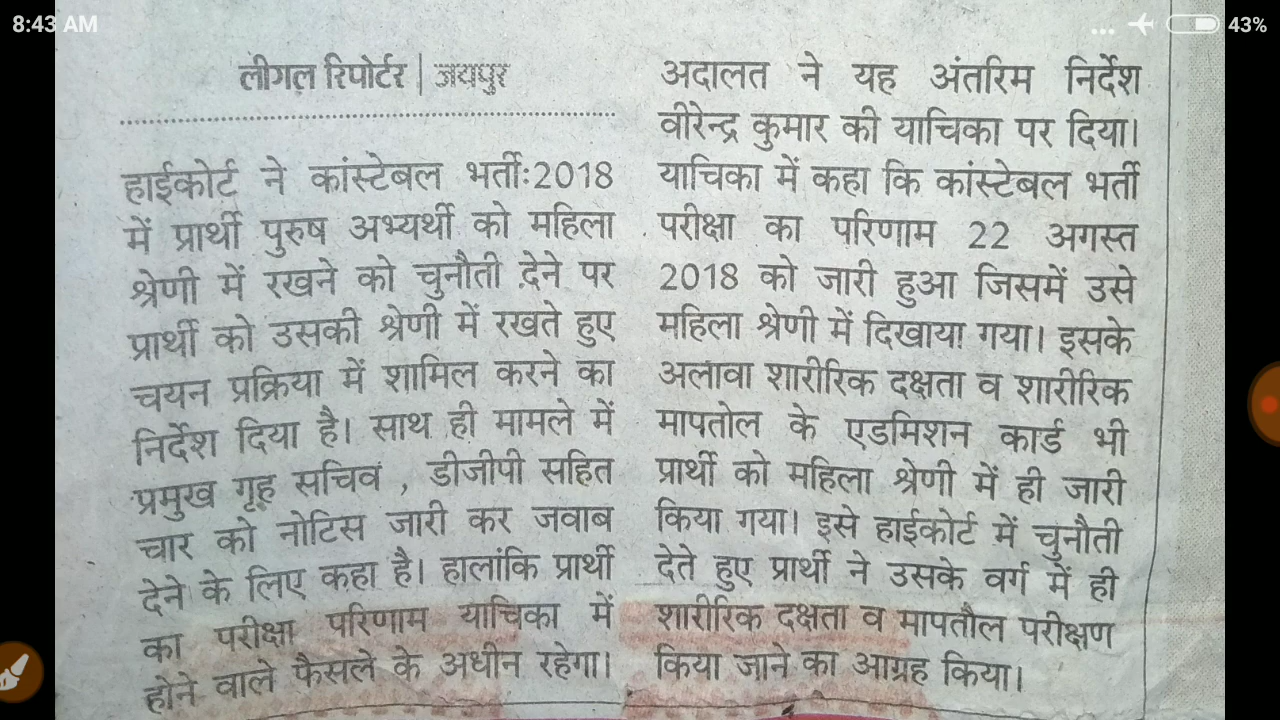 8:43 AM
43%
लीगल रिपोर्टर | जयपुर
हाईकोर्ट ने कांस्टेबल भर्ती:2018
में प्रार्थी पुरुष अभ्यर्थी को महिला
श्रेणी में रखने को चुनौती देने पर
प्रार्थी को उसकी श्रेणी में रखते हुए
चयन प्रक्रिया में शामिल करने का
निर्देश दिया है। साथ ही मामले में
प्रमुख गृह सचिव , डीजीपी सहित
चार को नोटिस जारी कर जवाब
देने के लिए कहा है। हालांकि प्रार्थी
का परीक्षा परिणाम याचिका में
होने वाले फैसले के अधीन रहेगा।
अदालत ने यह अंतरिम निर्देश
वीरेन्द्र कुमार की याचिका पर दिया।
याचिका में कहा कि कांस्टेबल भर्ती
परीक्षा का परिणाम 22 अगस्त
2018 को जारी हुआ जिसमें उसे
महिला श्रेणी में दिखाया गया। इसके
अलावा शारीरिक दक्षता व शारीरिक
मापतोल के एडमिशन कार्ड भी
प्रार्थी को महिला श्रेणी में ही जारी
किया गया। इसे हाईकोर्ट में चुनौती
देते हुए प्रार्थी ने उसके वर्ग में ही
शारीरिक दक्षता व मापतौल परीक्षण
किया जाने का आग्रह किया।